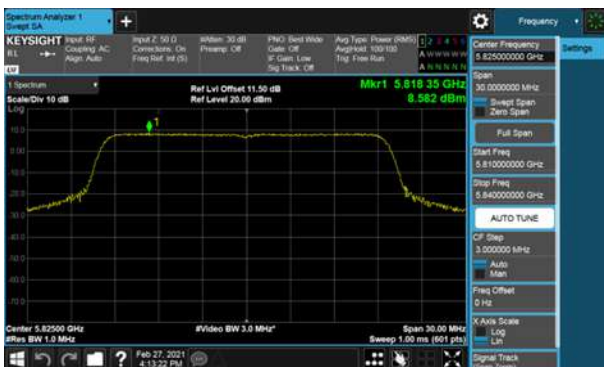 Spectrum Analyzer 1
Swept SA
Frequency
KEYSIGHT
RL
Input: RF
Coupling: AC
Align: Auto
Input Z: 50 Ω
Corrections: On
Freq Ref: Int (S)
#Atten: 30 dB
Preamp: Off
PNO: Best Wide
Gate: Off
IF Gain: Low
Sig Track: Off
Avg Type: Power (RMS)
Avg|Hold: 100/100
Trig: Free Run
1 2 3 4 5 6
A W W W W W
A N N N N N
1 Spectrum
Scale/Div 10 dB
Log
Ref Lvl Offset 11.50 dB
Ref Level 20.00 dBm
Mkr1 5.818 35 GHz
8.582 dBm
1
10.0
0.00
-10.0
-20.0
-30.0
-40.0
-50.0
-60.0
-70.0
Center 5.82500 GHz
#Res BW 1.0 MHz
#Video BW 3.0 MHz*
Span 30.00 MHz
Sweep 1.00 ms (601 pts)
Feb 27, 2021
4:13:22 PM
Center Frequency
5.825000000 GHz
Settings
Span
30.0000000 MHz
Swept Span
Zero Span
Full Span
Start Freq
5.810000000 GHz
Stop Freq
5.840000000 GHz
AUTO TUNE
CF Step
3.000000 MHz
Auto
Man
Freq Offset
0 Hz
X Axis Scale
Log
Lin
Signal Track